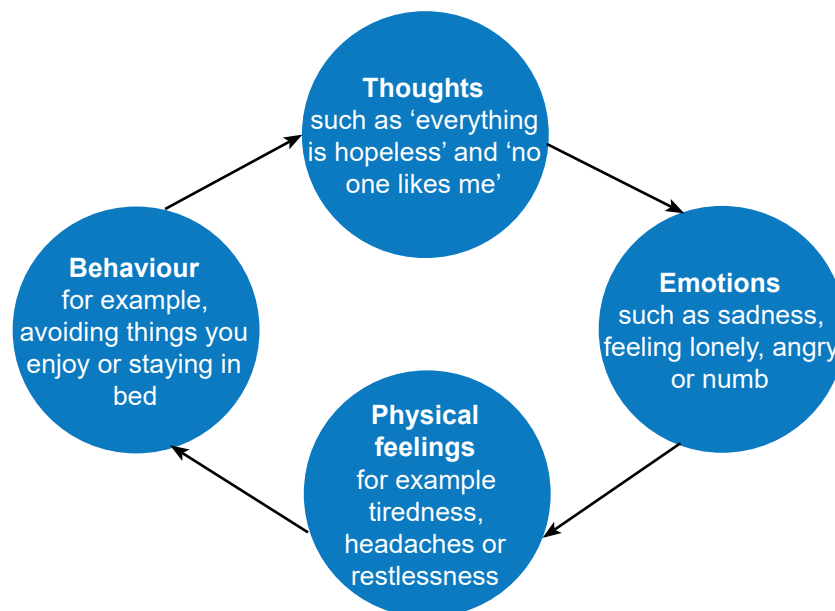 Thoughts
such as ‘everything
is hopeless’ and ‘no
one likes me’
Emotions
such as sadness,
feeling lonely, angry
or numb
Physical
feelings
for example
tiredness,
headaches or
restlessness
Behaviour
for example,
avoiding things you
enjoy or staying in
bed